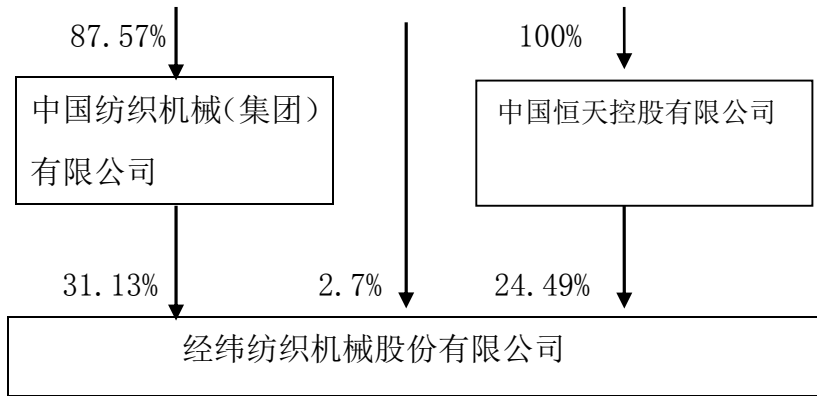 87.57%
100%
中国纺织机械(集团)
有限公司
中国恒天控股有限公司
31.13%
2.7%
24.49%
经纬纺织机械股份有限公司